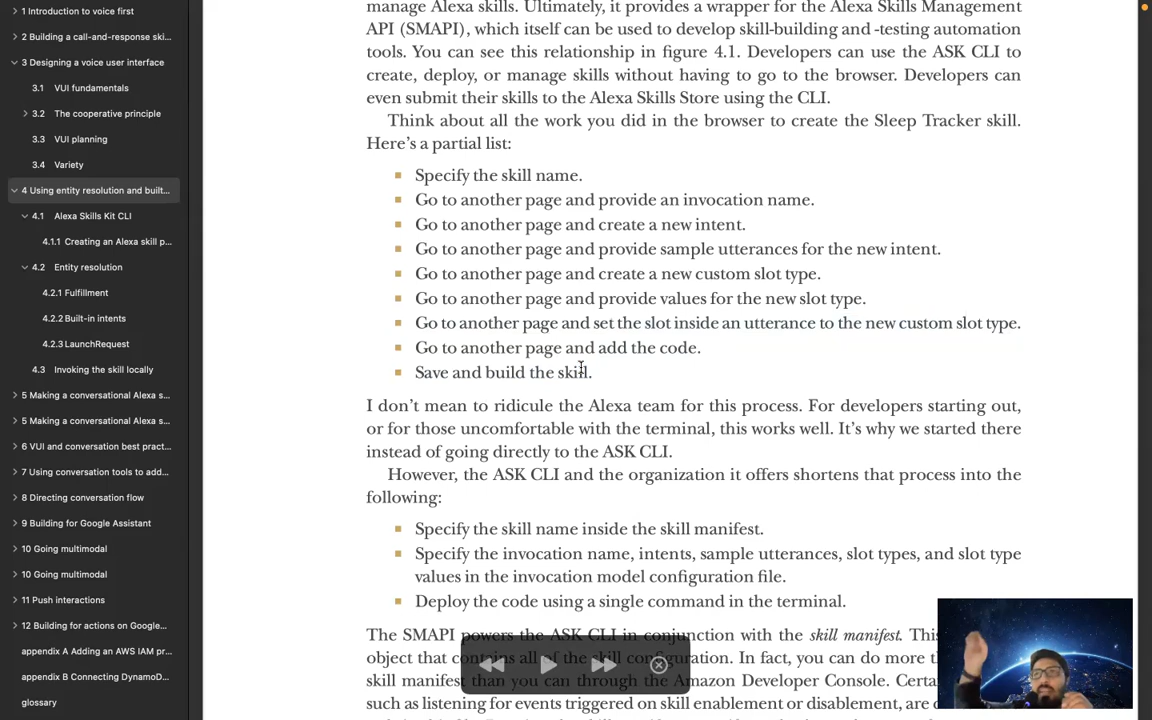 1 Introduction to voice first
2 Building a call-and-response ski...
3 Designing a voice user interface
3.1 VUI fundamentals
3.2 The cooperative principle
3.3 VUI planning
3.4 Variety
4 Using entity resolution and built...
4.1 Alexa Skills Kit CLI
4.1.1 Creating an Alexa skill p...
4.2 Entity resolution
4.2.1 Fulfillment
4.2.2 Built-in intents
4.2.3 LaunchRequest
4.3 Invoking the skill locally
5 Making a conversational Alexa s...
5 Making a conversational Alexa s...
6 VUI and conversation best pract...
7 Using conversation tools to add...
8 Directing conversation flow
9 Building for Google Assistant
10 Going multimodal
10 Going multimodal
11 Push interactions
12 Building for actions on Google...
appendix A Adding an AWS IAM pr...
appendix B Connecting DynamoD...
glossary
manage Alexa skills. Ultimately, it provides a wrapper for the Alexa Skills Management
API (SMAPI), which itself can be used to develop skill-building and -testing automation
tools. You can see this relationship in figure 4.1. Developers can use the ASK CLI to
create, deploy, or manage skills without having to go to the browser. Developers can
even submit their skills to the Alexa Skills Store using the CLI.
Think about all the work you did in the browser to create the Sleep Tracker skill.
Here's a partial list:
■ Specify the skill name.
■ Go to another page and provide an invocation name.
■ Go to another page and create a new intent.
■ Go to another page and provide sample utterances for the new intent.
■ Go to another page and create a new custom slot type.
■ Go to another page and provide values for the new slot type.
■ Go to another page and set the slot inside an utterance to the new custom slot type.
■ Go to another page and add the code.
■ Save and build the skill.
I don't mean to ridicule the Alexa team for this process. For developers starting out,
or for those uncomfortable with the terminal, this works well. It's why we started there
instead of going directly to the ASK CLI.
However, the ASK CLI and the organization it offers shortens that process into the
following:
■ Specify the skill name inside the skill manifest.
■ Specify the invocation name, intents, sample utterances, slot types, and slot type
values in the invocation model configuration file.
■ Deploy the code using a single command in the terminal.
The SMAPI powers the ASK CLI in conjunction with the skill manifest. This
object that contains all of the skill configuration. In fact, you can do more
skill manifest than you can through the Amazon Developer Console.
such as listening for events triggered on skill enablement or disablement, are